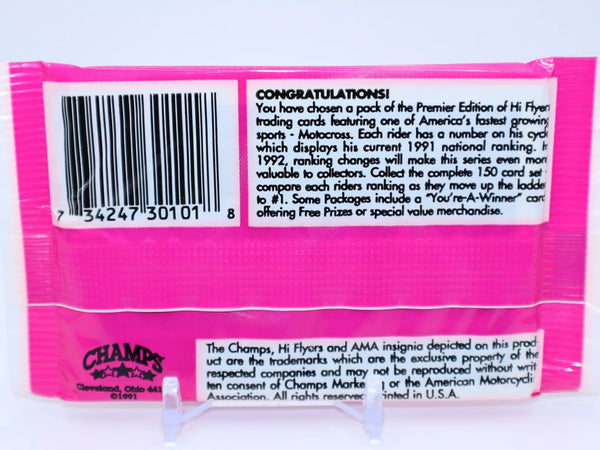 CONGRATULATIONS!
You have chosen a pack of the Premier Edition of Hi Flyers
trading cards featuring one of America's fastest growing
sports - Motocross. Each rider has a number on his cycle
which displays his current 1991 national ranking. In
1992, ranking changes will make this series even more
valuable to collectors. Collect the complete 150 card set
compare each riders ranking as they move up the ladder
to #1. Some Packages include a "You're-A-Winner" card
offering Free Prizes or special value merchandise.
7 34247 30101 8
CHAMPS
Cleveland, Ohio 441
©1991
The Champs, Hi Flyors and AMA insignia depicted on this prod-
uct are the trademarks which are the exclusive property of the
respected companies and may not be reproduced without writ
ten consent of Champs Marke g or the American Motorcycli
Association. All rights reserved Printed in U.S.A.